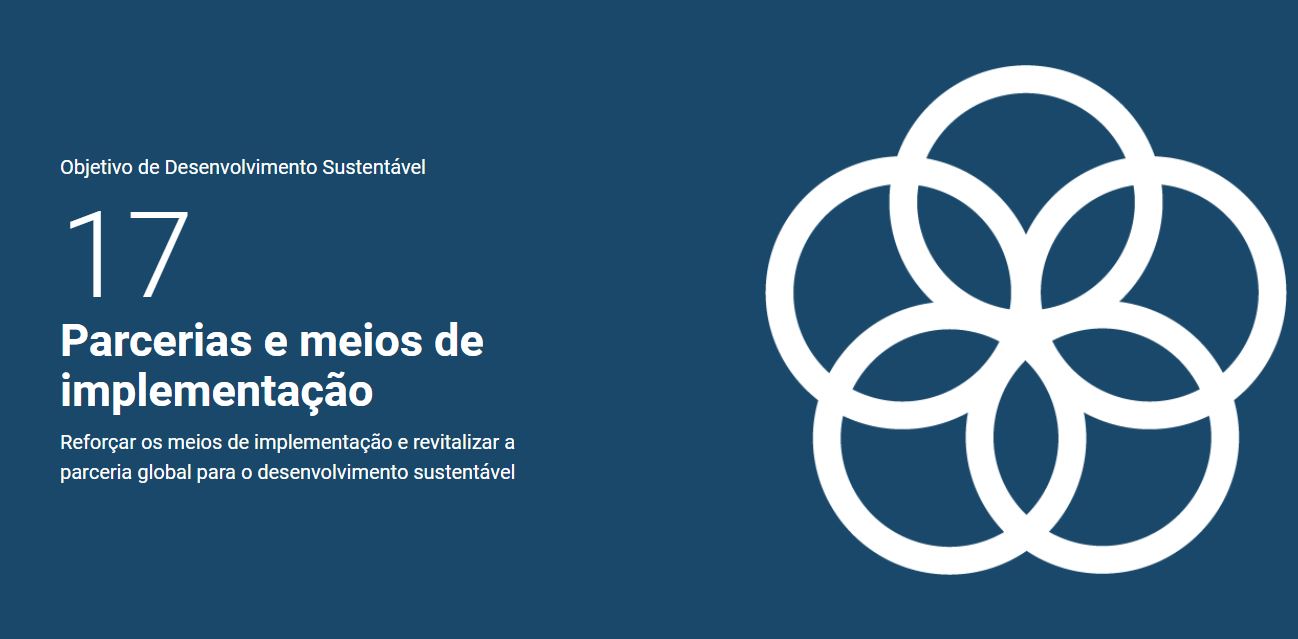 Objetivo de Desenvolvimento Sustentável
17
Parcerias e meios de
implementação
Reforçar os meios de implementação e revitalizar a
parceria global para o desenvolvimento sustentável